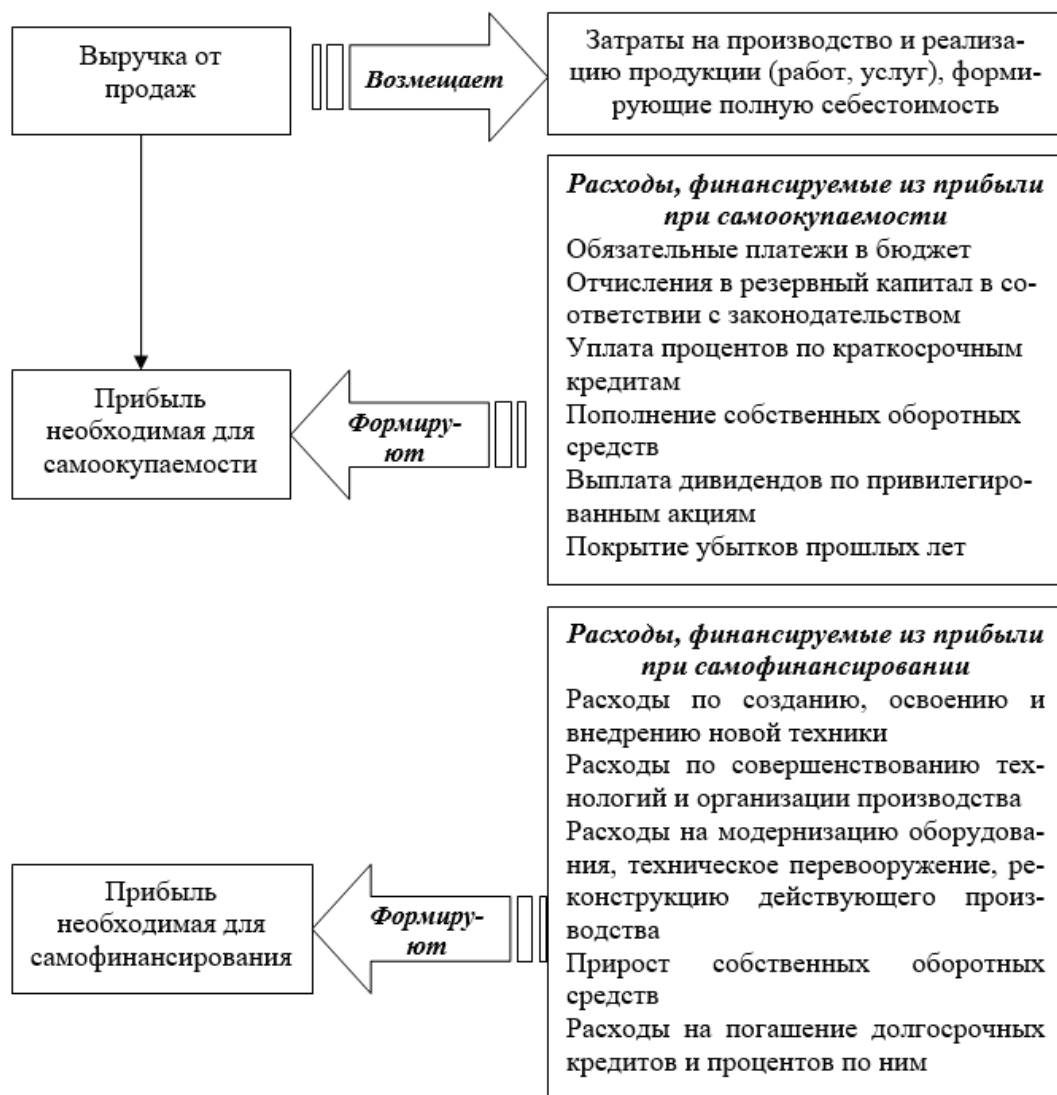 Выручка от
продаж
Возмещает
Затраты на производство и реализа-
цию продукции (работ, услуг), форми-
рующие полную себестоимость
Расходы, финансируемые из прибыли
при самоокупаемости
Обязательные платежи в бюджет
Отчисления в резервный капитал в со-
ответствии с законодательством
Уплата процентов по краткосрочным
кредитам
Пополнение собственных оборотных
средств
Выплата дивидендов по привилегиро-
ванным акциям
Покрытие убытков прошлых лет
Прибыль
необходимая для
самоокупаемости
Формиру-
ют
Расходы, финансируемые из прибыли
при самофинансировании
Расходы по созданию, освоению и
внедрению новой техники
Расходы по совершенствованию тех-
нологий и организации производства
Расходы на модернизацию оборудова-
ния, техническое перевооружение, ре-
конструкцию действующего произ-
водства
Прирост собственных оборотных
средств
Расходы на погашение долгосрочных
кредитов и процентов по ним
Прибыль
необходимая для
самофинансирования
Формиру-
ют